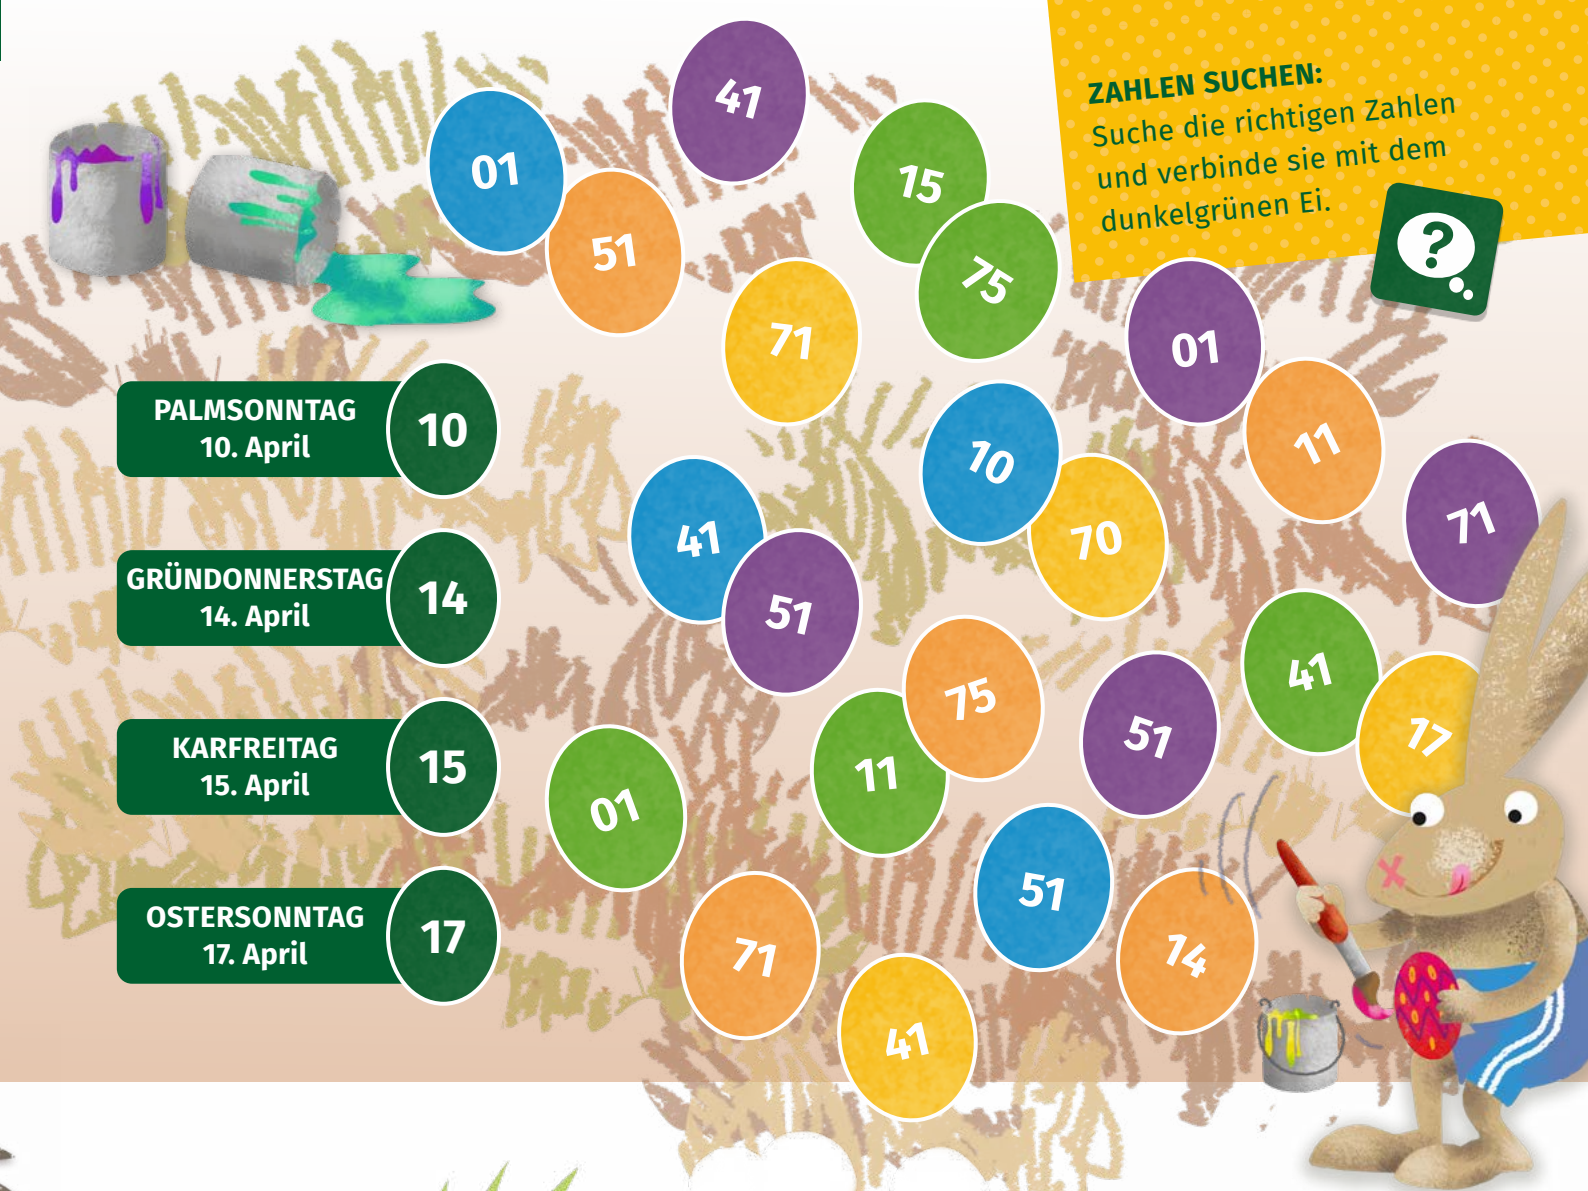 ZAHLEN SUCHEN:
Suche die richtigen Zahlen
und verbinde sie mit dem
dunkelgrünen Ei.
?
41
01
15
51
75
71
01
10
11
41
70
71
51
75
41
51
17
11
01
51
71
14
41
PALMSONNTAG
10. April
10
GRÜNDONNERSTAG
14. April
14
KARFREITAG
15. April
15
OSTERSONNTAG
17. April
17